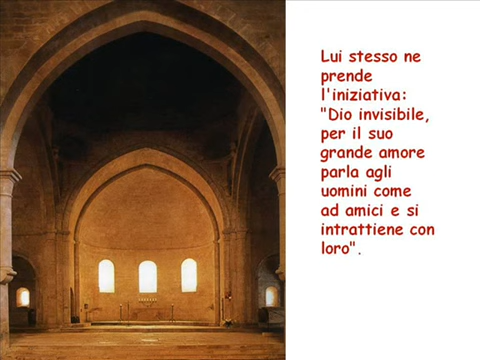 Lui stesso ne
prende
l'iniziativa:
"Dio invisibile,
per il suo
grande amore
parla agli
uomini come
ad amici e si
intrattiene con
loro".